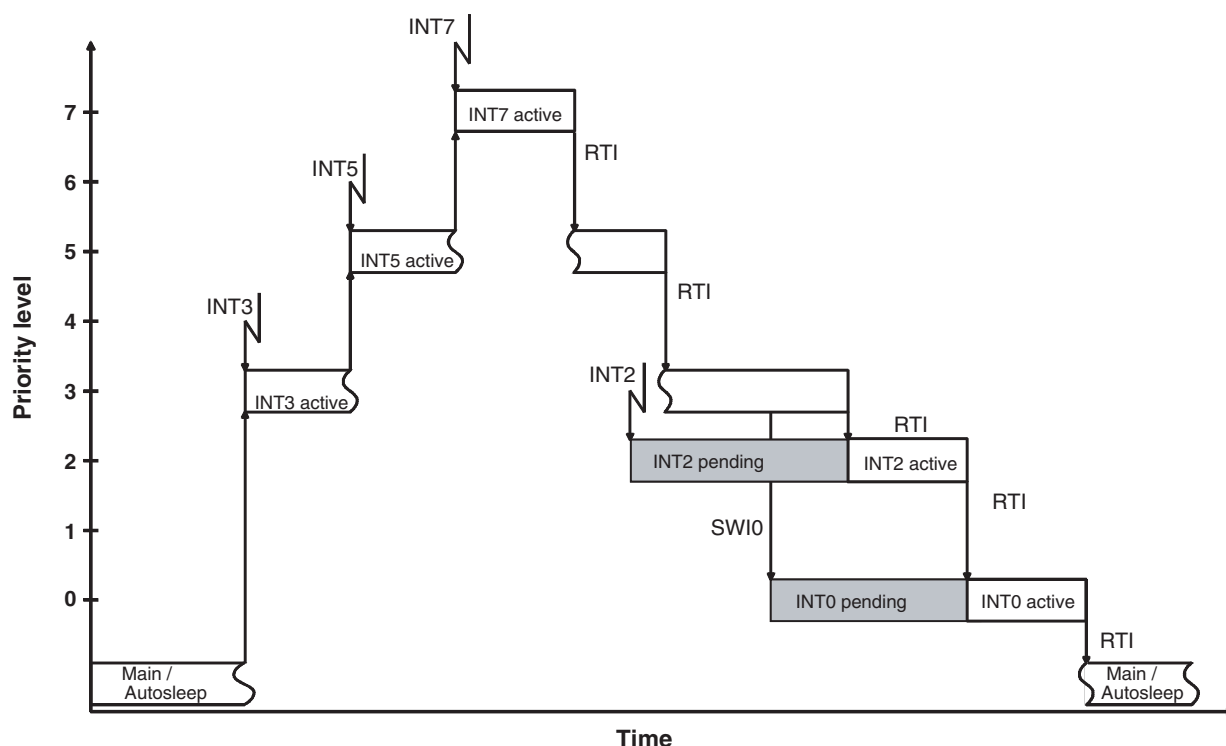 INT7
7
INT7 active
RTI
INT5
6
5
INT5 active
RTI
INT3
4
INT2
3
INT3 active
RTI
2
INT2 pending
INT2 active
RTI
1
SWI0
0
INT0 pending
INT0 active
RTI
Main /
Autosleep
Main /
Autosleep
Priority level
Time